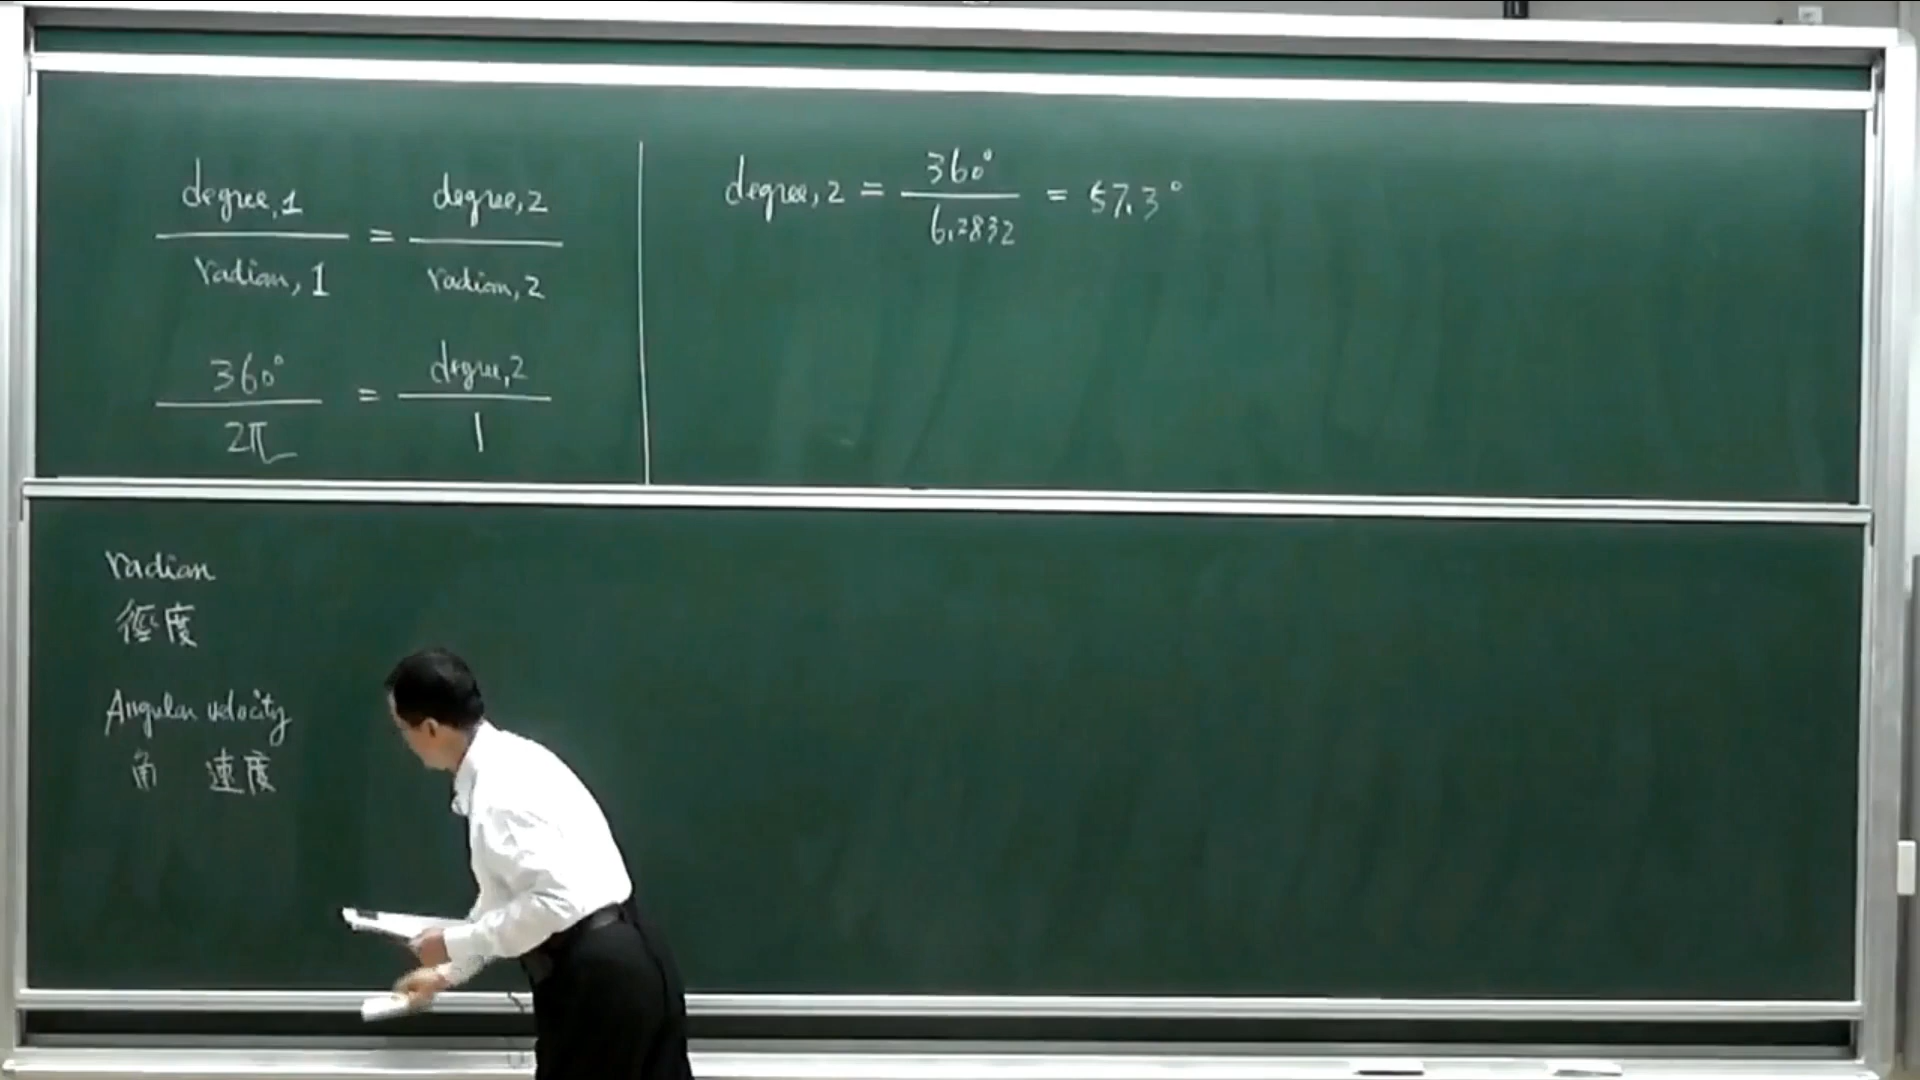 degree,1 / radian,1 = degree,2 / radian,2
360° / 2π = degree,2 / 1
degree,2 = 360° / 6.2832 = 57.3°
radian
徑度
Angular velocity
角 速度